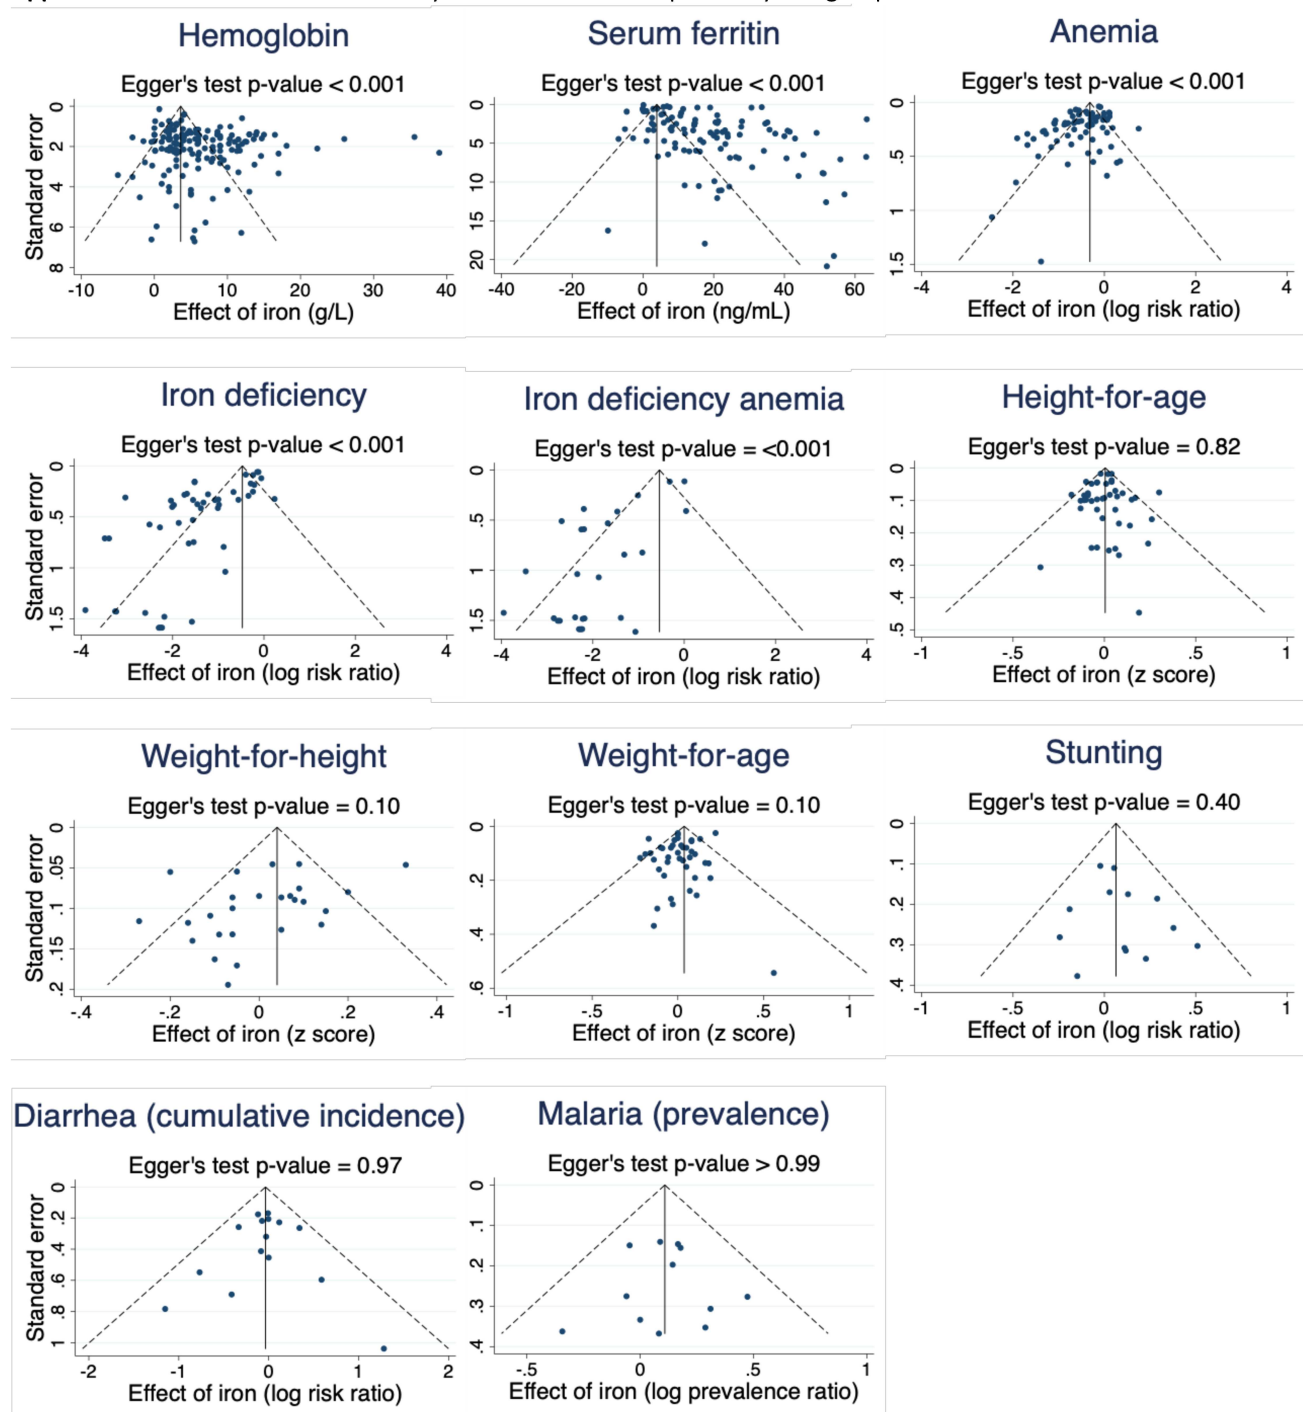 Hemoglobin
Egger's test p-value < 0.001
Standard error
0
2
4
6
8
-10 0 10 20 30 40
Effect of iron (g/L)
Serum ferritin
Egger's test p-value < 0.001
0
5
10
15
20
-40 -20 0 20 40 60
Effect of iron (ng/mL)
Anemia
Egger's test p-value < 0.001
0
.5
1
1.5
-4 -2 0 2 4
Effect of iron (log risk ratio)
Iron deficiency
Egger's test p-value < 0.001
Standard error
0
.5
1
1.5
-4 -2 0 2 4
Effect of iron (log risk ratio)
Iron deficiency anemia
Egger's test p-value = <0.001
0
.5
1
1.5
-4 -2 0 2 4
Effect of iron (log risk ratio)
Height-for-age
Egger's test p-value = 0.82
0
.1
.2
.3
.4
.5
-1 -.5 0 .5 1
Effect of iron (z score)
Weight-for-height
Egger's test p-value = 0.10
Standard error
0
.05
.1
.15
.2
-.4 -.2 0 .2 .4
Effect of iron (z score)
Weight-for-age
Egger's test p-value = 0.10
0
.2
.4
.6
-1 -.5 0 .5 1
Effect of iron (z score)
Stunting
Egger's test p-value = 0.40
0
.1
.2
.3
.4
-1 -.5 0 .5 1
Effect of iron (log risk ratio)
Diarrhea (cumulative incidence)
Egger's test p-value = 0.97
Standard error
0
.2
.4
.6
.8
1
-2 -1 0 1 2
Effect of iron (log risk ratio)
Malaria (prevalence)
Egger's test p-value > 0.99
0
.1
.2
.3
.4
-.5 0 .5 1
Effect of iron (log prevalence ratio)